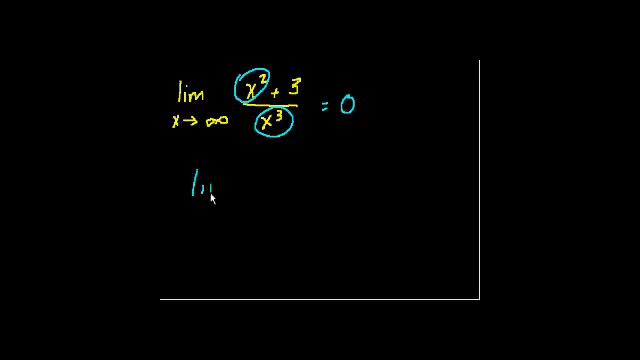 lim x→∞ (x² + 3)/x³ = 0